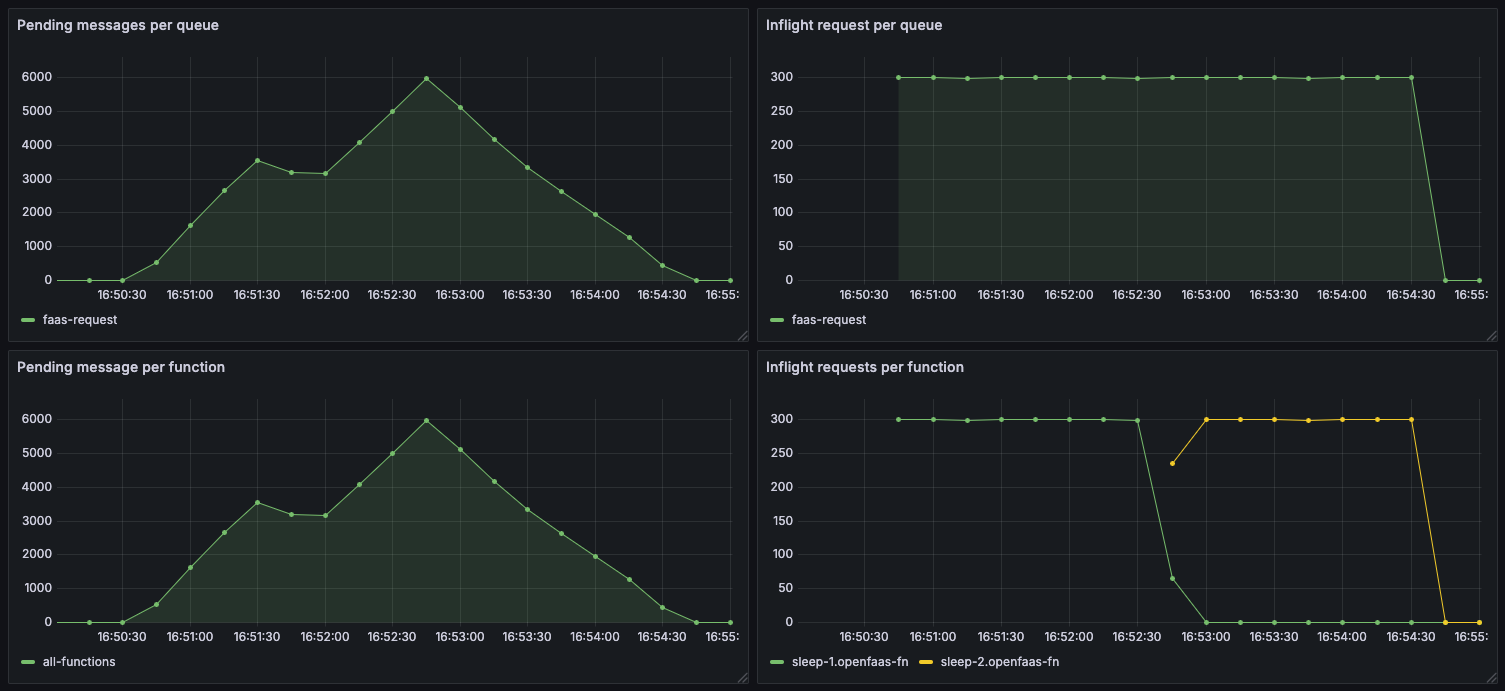 Pending messages per queue
6000
5000
4000
3000
2000
1000
0
16:50:30 16:51:00 16:51:30 16:52:00 16:52:30 16:53:00 16:53:30 16:54:00 16:54:30 16:55:
faas-request
Inflight request per queue
300
250
200
150
100
50
0
16:50:30 16:51:00 16:51:30 16:52:00 16:52:30 16:53:00 16:53:30 16:54:00 16:54:30 16:55:
faas-request
Pending message per function
6000
5000
4000
3000
2000
1000
0
16:50:30 16:51:00 16:51:30 16:52:00 16:52:30 16:53:00 16:53:30 16:54:00 16:54:30 16:55:
all-functions
Inflight requests per function
300
250
200
150
100
50
0
16:50:30 16:51:00 16:51:30 16:52:00 16:52:30 16:53:00 16:53:30 16:54:00 16:54:30 16:55:
sleep-1.openfaas-fn sleep-2.openfaas-fn